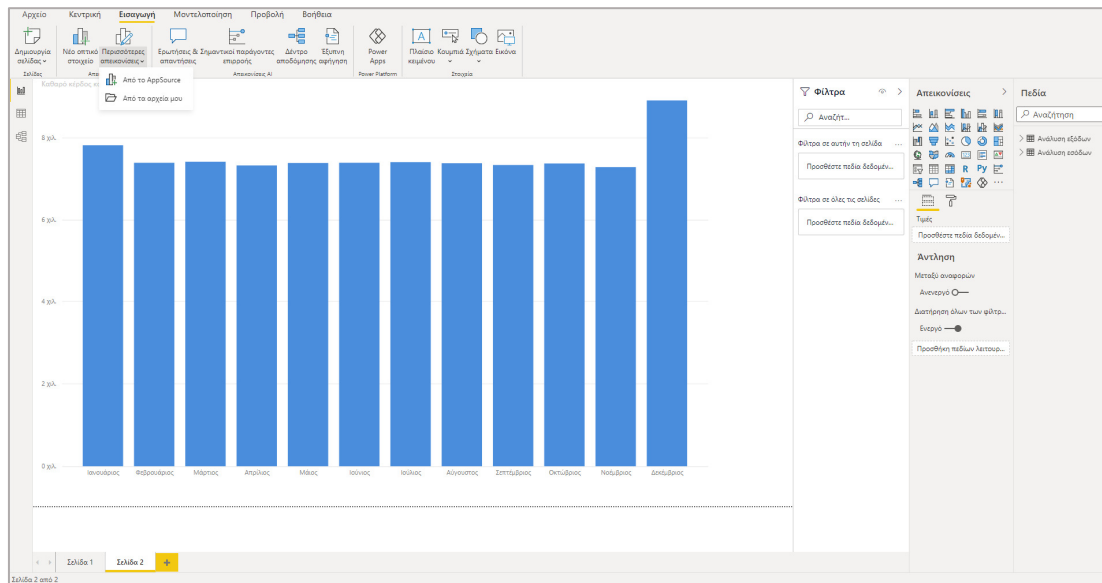 Αρχείο Κεντρική Εισαγωγή Μοντελοποίηση Προβολή Βοήθεια
Δημιουργία σελίδας
Νέο οπτικό στοιχείο
Περισσότερες απεικονίσεις
Ερωτήσεις & απαντήσεις
Σημαντικοί παράγοντες επιρροής
Δέντρο αποδόμησης
Έξυπνη αφήγηση
Power Apps
Πλαίσιο κειμένου
Κουμπιά
Σχήματα
Εικόνα
Σελίδες
Απεικονίσεις AI
Power Platform
Στοιχεία
Από το AppSource
Από τα αρχεία μου
Καθαρό κέρδος
8 χιλ.
6 χιλ.
4 χιλ.
2 χιλ.
0 χιλ.
Ιανουάριος Φεβρουάριος Μάρτιος Απρίλιος Μάιος Ιούνιος Ιούλιος Αύγουστος Σεπτέμβριος Οκτώβριος Νοέμβριος Δεκέμβριος
Φίλτρα
Αναζήτ...
Φίλτρα σε αυτήν τη σελίδα ...
Προσθέστε πεδία δεδομέν...
Φίλτρα σε όλες τις σελίδες ...
Προσθέστε πεδία δεδομέν...
Απεικονίσεις
R Py
Τιμές
Προσθέστε πεδία δεδομέν...
Άντληση
Μεταξύ αναφορών
Ανενεργό
Διατήρηση όλων των φίλτρ...
Ενεργό
Προσθήκη πεδίων λειτουρ...
Πεδία
Αναζήτηση
Ανάλυση εξόδων
Ανάλυση εσόδων
Σελίδα 1 Σελίδα 2 +
Σελίδα 2 από 2